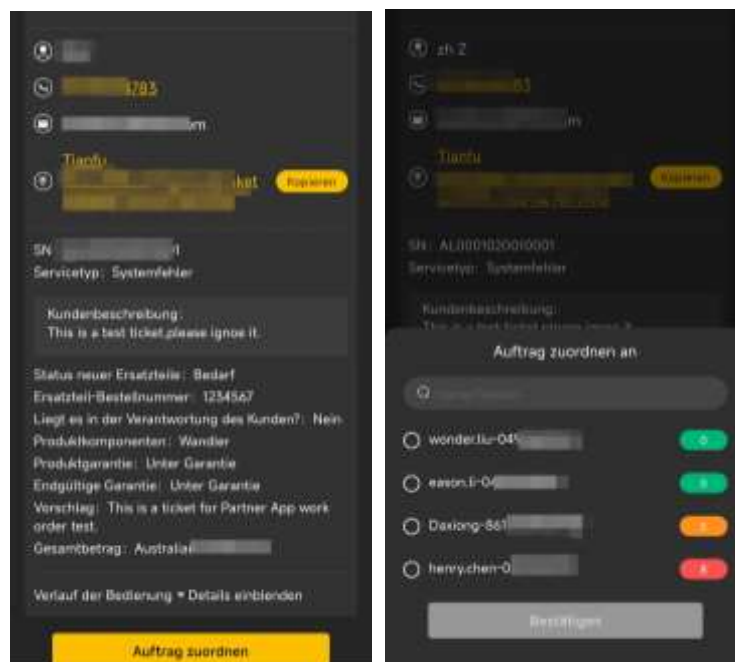 1783
m
Tianfu
ket Kopieren
SN 1
Servicetyp: Systemfehler
Kundenbeschreibung:
This is a test ticket,please ignoe it.
Status neuer Ersatzteile: Bedarf
Ersatzteil-Bestellnummer: 1234567
Liegt es in der Verantwortung des Kunden?: Nein
Produktkomponenten: Wandler
Produktgarantie: Unter Garantie
Endgültige Garantie: Unter Garantie
Vorschlag: This is a ticket for Partner App work
order test.
Gesamtbetrag: Australian
Verlauf der Bedienung Details einblenden
Auftrag zuordnen
zh Z
63
m
Tianfu
Kopieren
SN: AL0001020010001
Servicetyp: Systemfehler
Kundenbeschreibung:
Auftrag zuordnen an
wonder.liu-04
eason.li-04
Daxiong-861
henry.chen-0
Bestätigen